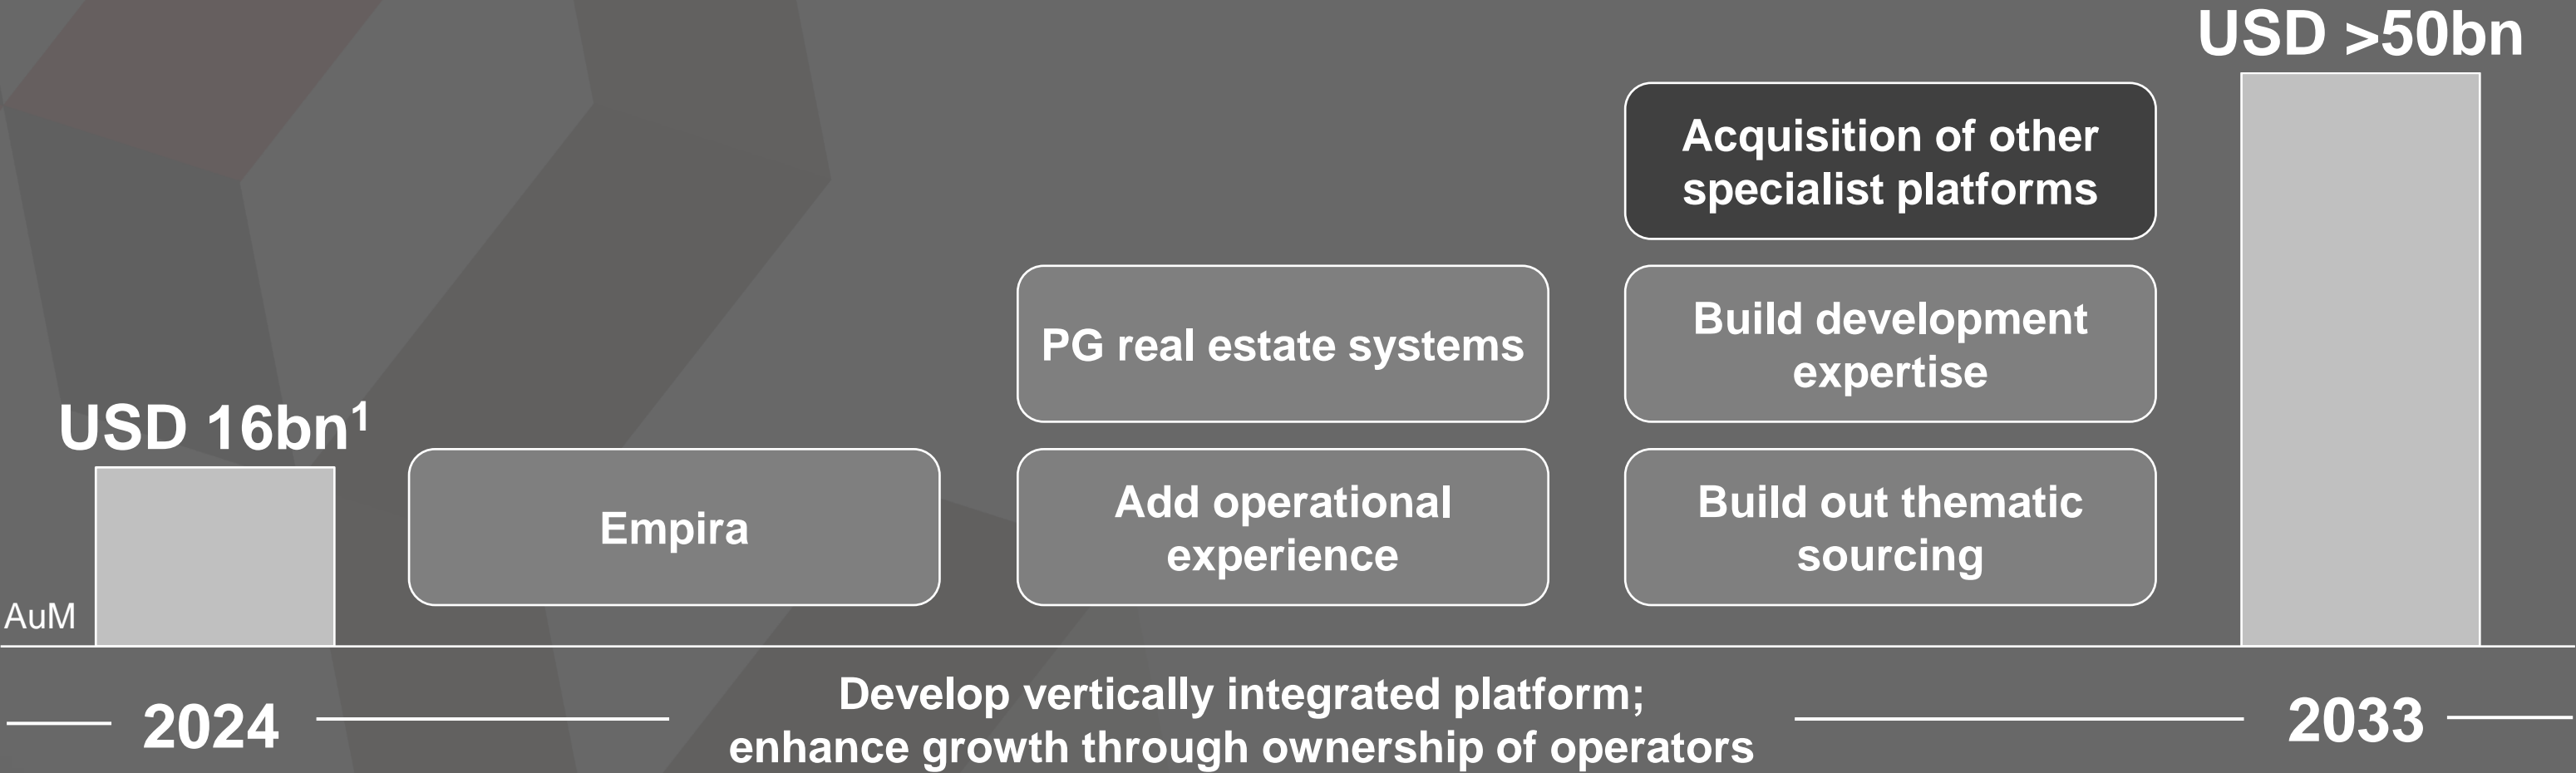 USD >50bn
Acquisition of other
specialist platforms
PG real estate systems
Build development
expertise
USD 16bn¹
Empira
Add operational
experience
Build out thematic
sourcing
AuM
2024
Develop vertically integrated platform;
enhance growth through ownership of operators
2033